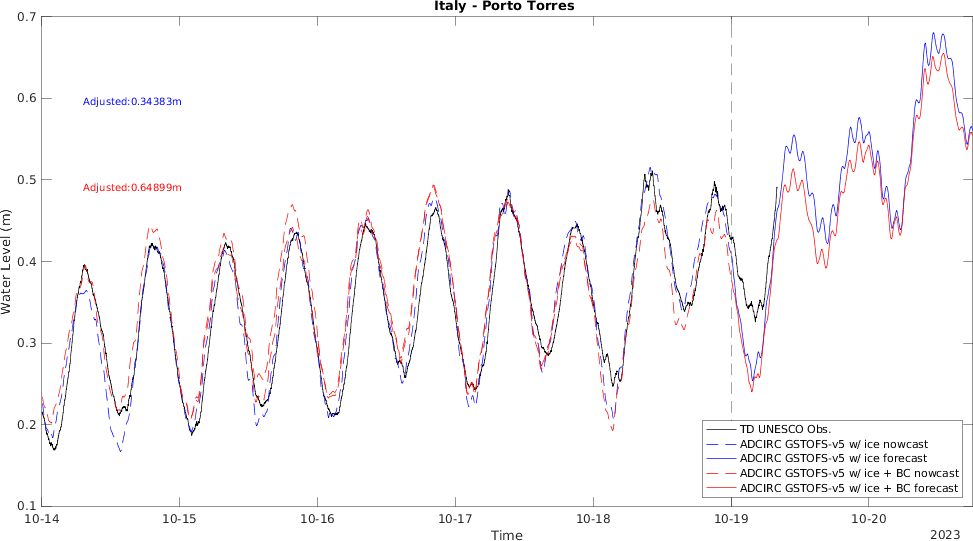 Italy - Porto Torres
0.7
0.6
0.5
0.4
0.3
0.2
0.1
Water Level (m)
Adjusted:0.34383m
Adjusted:0.64899m
TD UNESCO Obs.
ADCIRC GSTOFS-v5 w/ ice nowcast
ADCIRC GSTOFS-v5 w/ ice forecast
ADCIRC GSTOFS-v5 w/ ice + BC nowcast
ADCIRC GSTOFS-v5 w/ ice + BC forecast
10-14 10-15 10-16 10-17 10-18 10-19 10-20
Time
2023